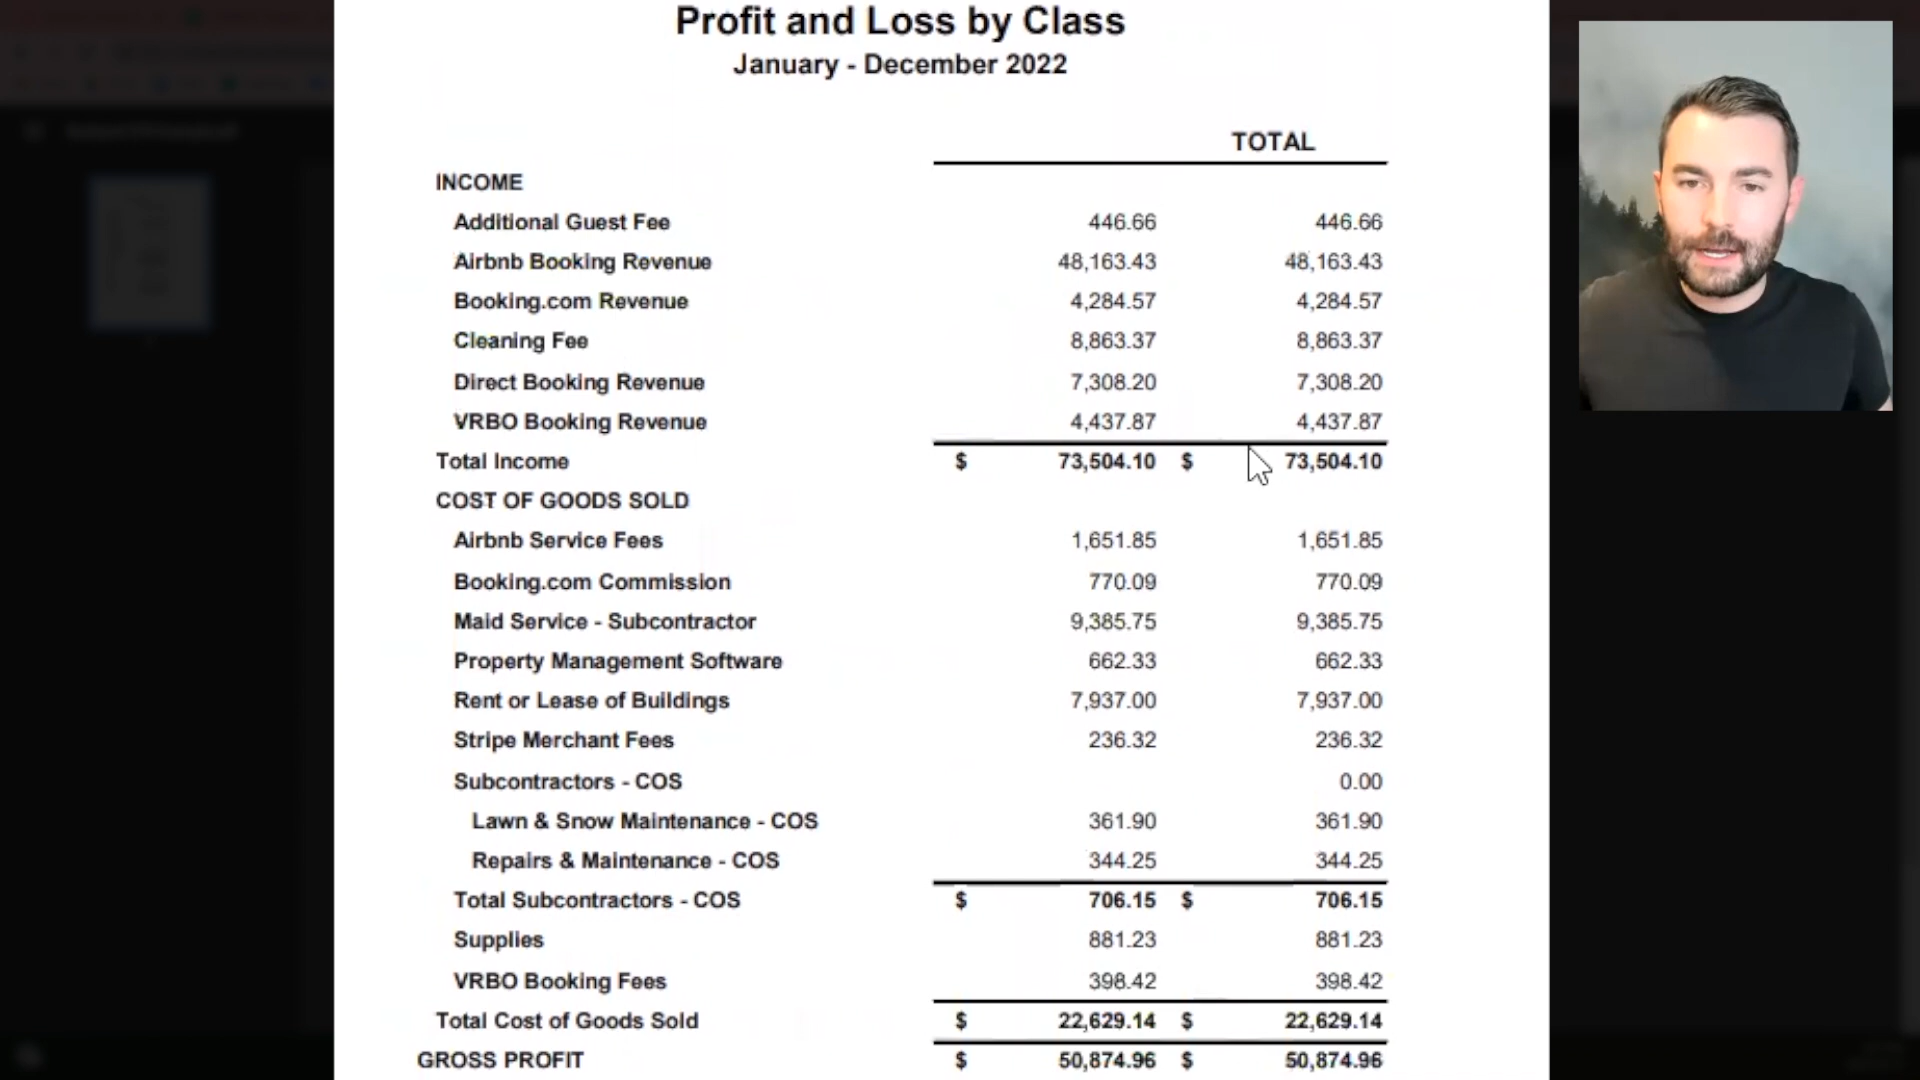 Profit and Loss by Class
January - December 2022
TOTAL
INCOME
Additional Guest Fee 446.66 446.66
Airbnb Booking Revenue 48,163.43 48,163.43
Booking.com Revenue 4,284.57 4,284.57
Cleaning Fee 8,863.37 8,863.37
Direct Booking Revenue 7,308.20 7,308.20
VRBO Booking Revenue 4,437.87 4,437.87
Total Income $ 73,504.10 $ 73,504.10
COST OF GOODS SOLD
Airbnb Service Fees 1,651.85 1,651.85
Booking.com Commission 770.09 770.09
Maid Service - Subcontractor 9,385.75 9,385.75
Property Management Software 662.33 662.33
Rent or Lease of Buildings 7,937.00 7,937.00
Stripe Merchant Fees 236.32 236.32
Subcontractors - COS 0.00
Lawn & Snow Maintenance - COS 361.90 361.90
Repairs & Maintenance - COS 344.25 344.25
Total Subcontractors - COS $ 706.15 $ 706.15
Supplies 881.23 881.23
VRBO Booking Fees 398.42 398.42
Total Cost of Goods Sold $ 22,629.14 $ 22,629.14
GROSS PROFIT $ 50,874.96 $ 50,874.96